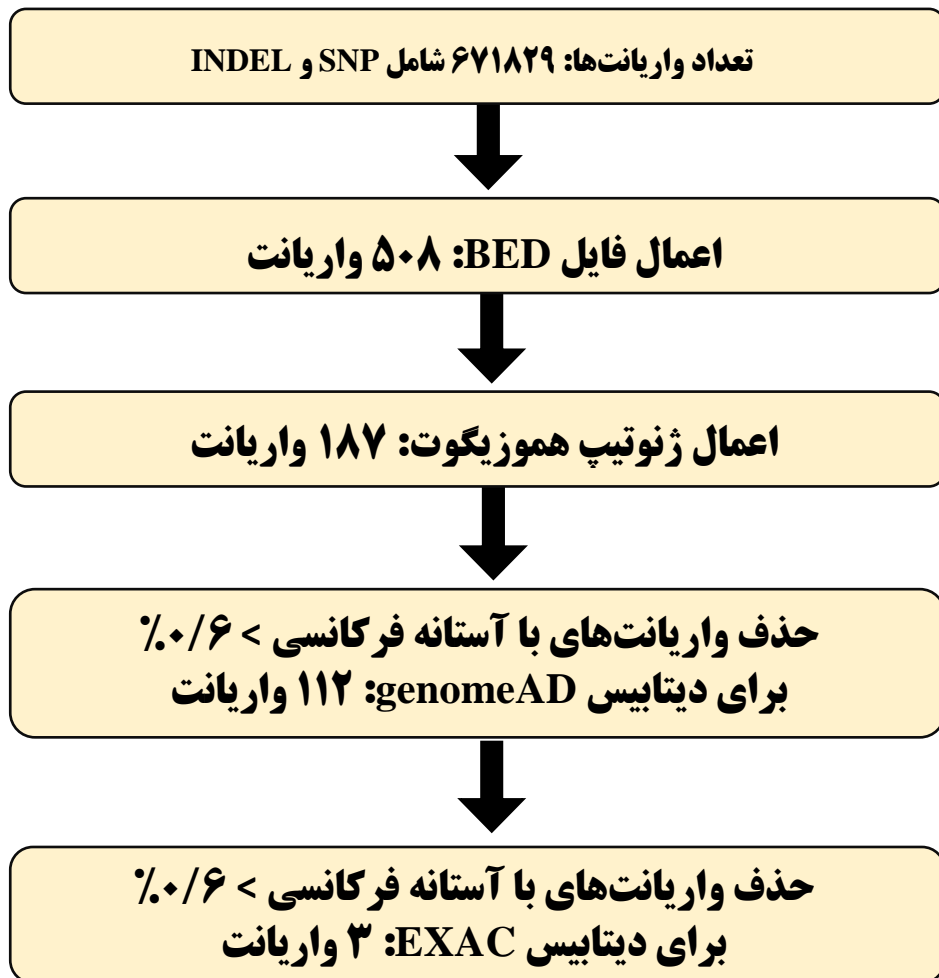 تعداد واریانت‌ها: ۶۷۱۸۲۹ شامل SNP و INDEL
اعمال فایل BED: ۵۰۸ واریانت
اعمال ژنوتیپ هموزیگوت: ۱۸۷ واریانت
حذف واریانت‌های با آستانه فرکانسی > ۰/۶٪
برای دیتابیس genomeAD: ۱۱۲ واریانت
حذف واریانت‌های با آستانه فرکانسی > ۰/۶٪
برای دیتابیس EXAC: ۳ واریانت